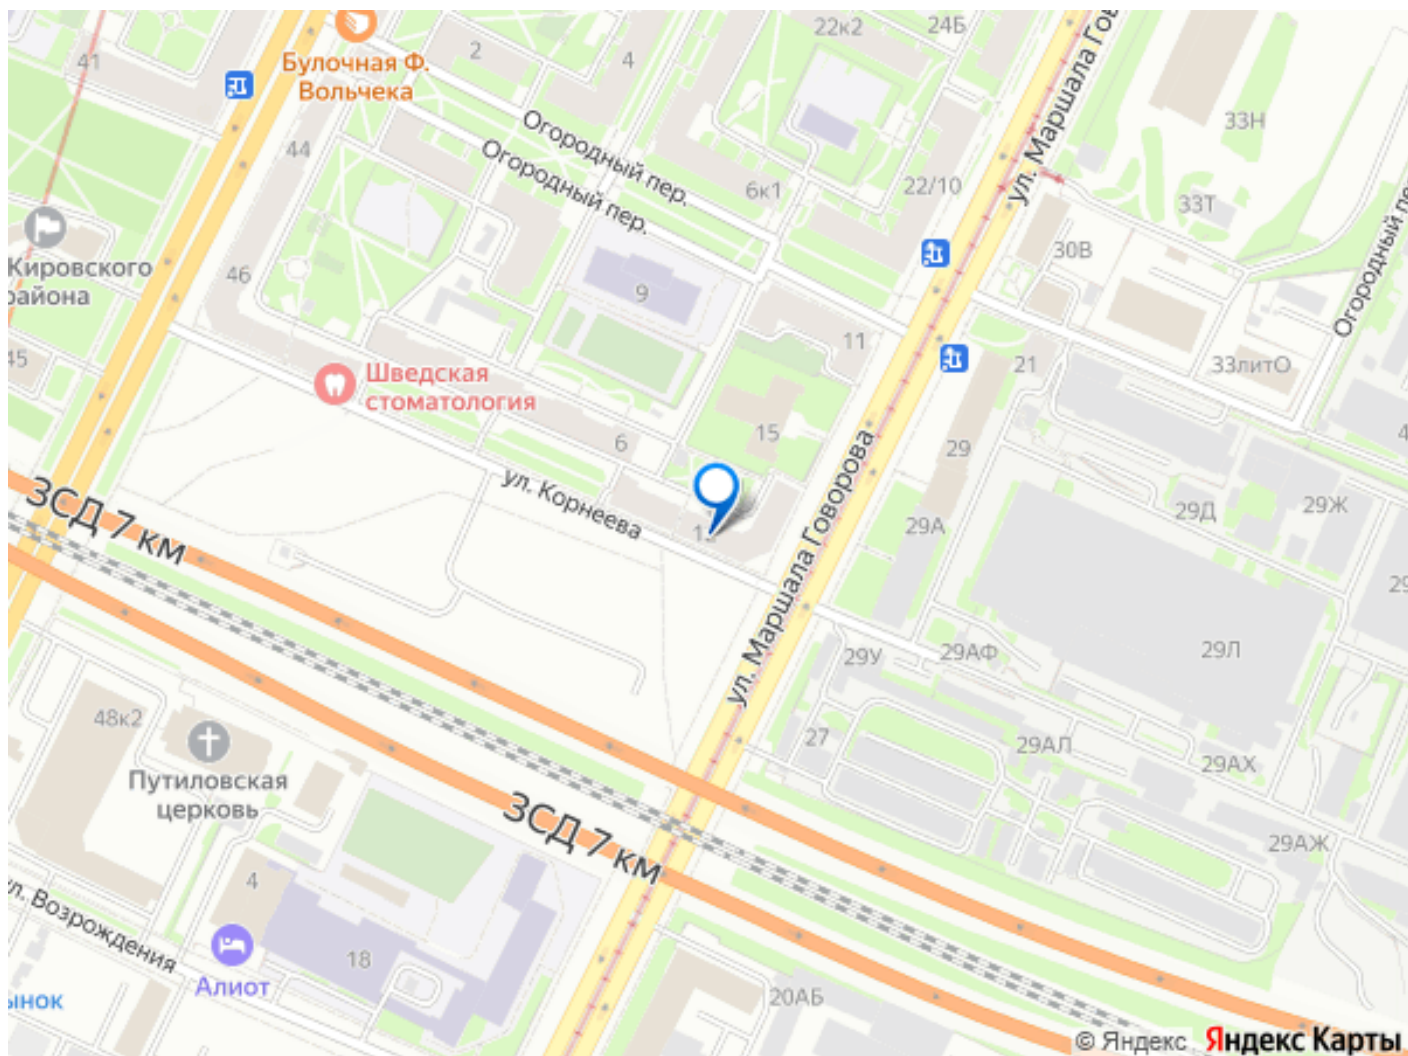 41
Булочная Ф.
Вольчека
2
4
22к2
24Б
ул. Маршала Гов
33Н
44
Огородный пер.
Огородный пер.
6к1
22/10
33Т
Кировского
района
46
9
30В
Огородный пер.
11
45
Шведская
стоматология
21
33литО
6
15
29
ул. Корнеева
ул. Маршала Говорова
29А
29Д
29Ж
ЗСД 7 км
29У
29АФ
29Л
48к2
27
29АЛ
29АХ
Путиловская
церковь
ЗСД 7 км
29АЖ
4
ул. Возрождения
18
Алиот
20АБ
ынок
© Яндекс
Яндекс Карты